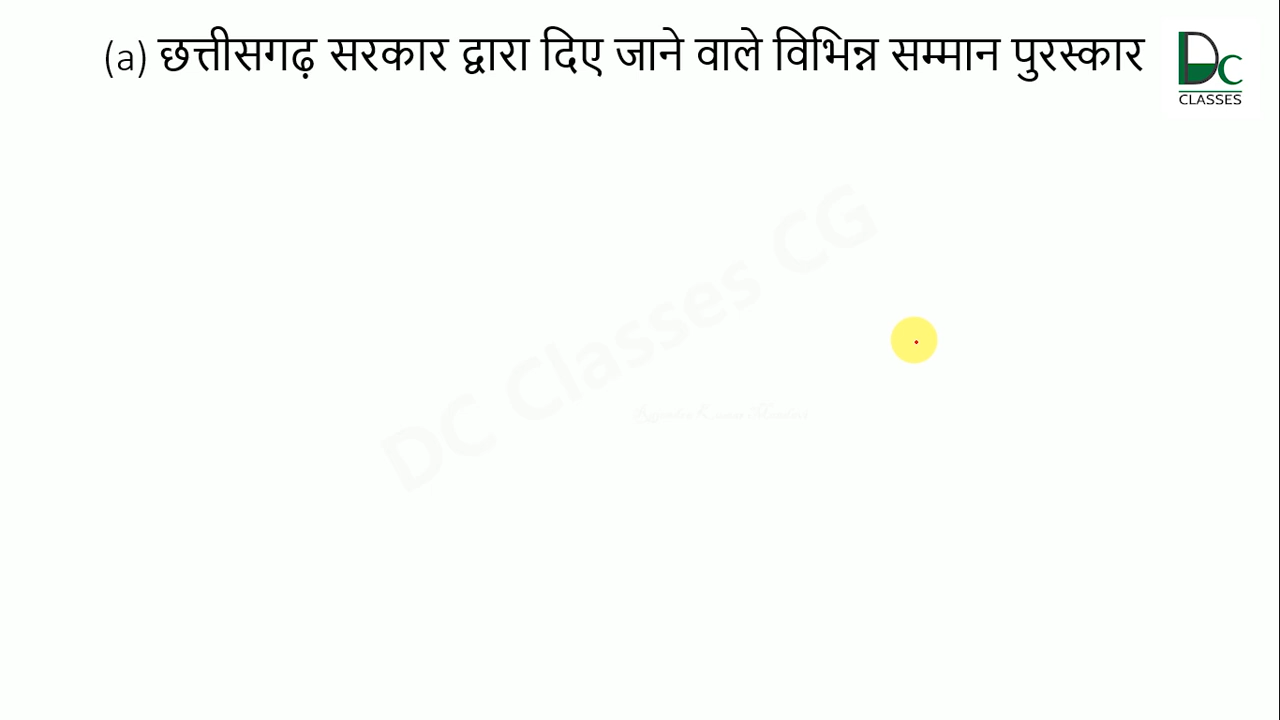 (a) छत्तीसगढ़ सरकार द्वारा दिए जाने वाले विभिन्न सम्मान पुरस्कार
DC
CLASSES
DC Classes CG